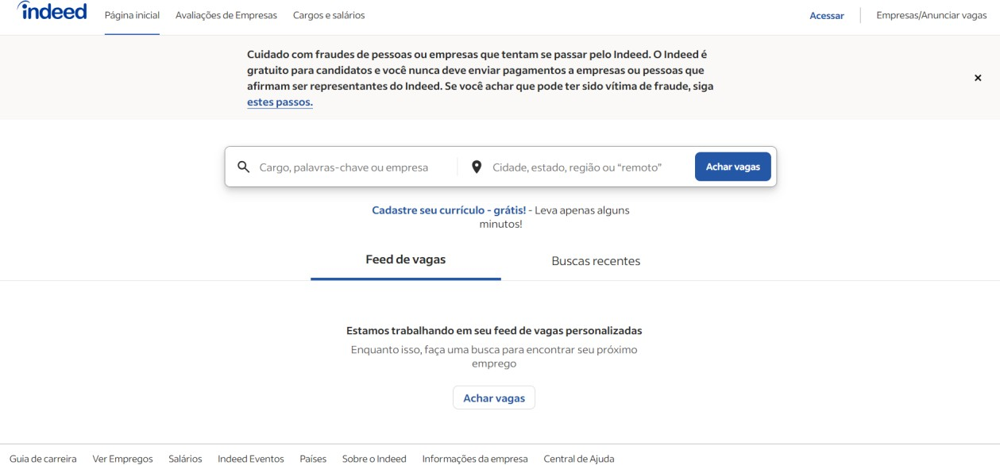 indeed
Página inicial
Avaliações de Empresas
Cargos e salários
Acessar
Empresas/Anunciar vagas
Cuidado com fraudes de pessoas ou empresas que tentam se passar pelo Indeed. O Indeed é
gratuito para candidatos e você nunca deve enviar pagamentos a empresas ou pessoas que
afirmam ser representantes do Indeed. Se você achar que pode ter sido vítima de fraude, siga
estes passos.
Cargo, palavras-chave ou empresa
Cidade, estado, região ou “remoto”
Achar vagas
Cadastre seu currículo - grátis! - Leva apenas alguns
minutos!
Feed de vagas
Buscas recentes
Estamos trabalhando em seu feed de vagas personalizadas
Enquanto isso, faça uma busca para encontrar seu próximo
emprego
Achar vagas
Guia de carreira
Ver Empregos
Salários
Indeed Eventos
Países
Sobre o Indeed
Informações da empresa
Central de Ajuda